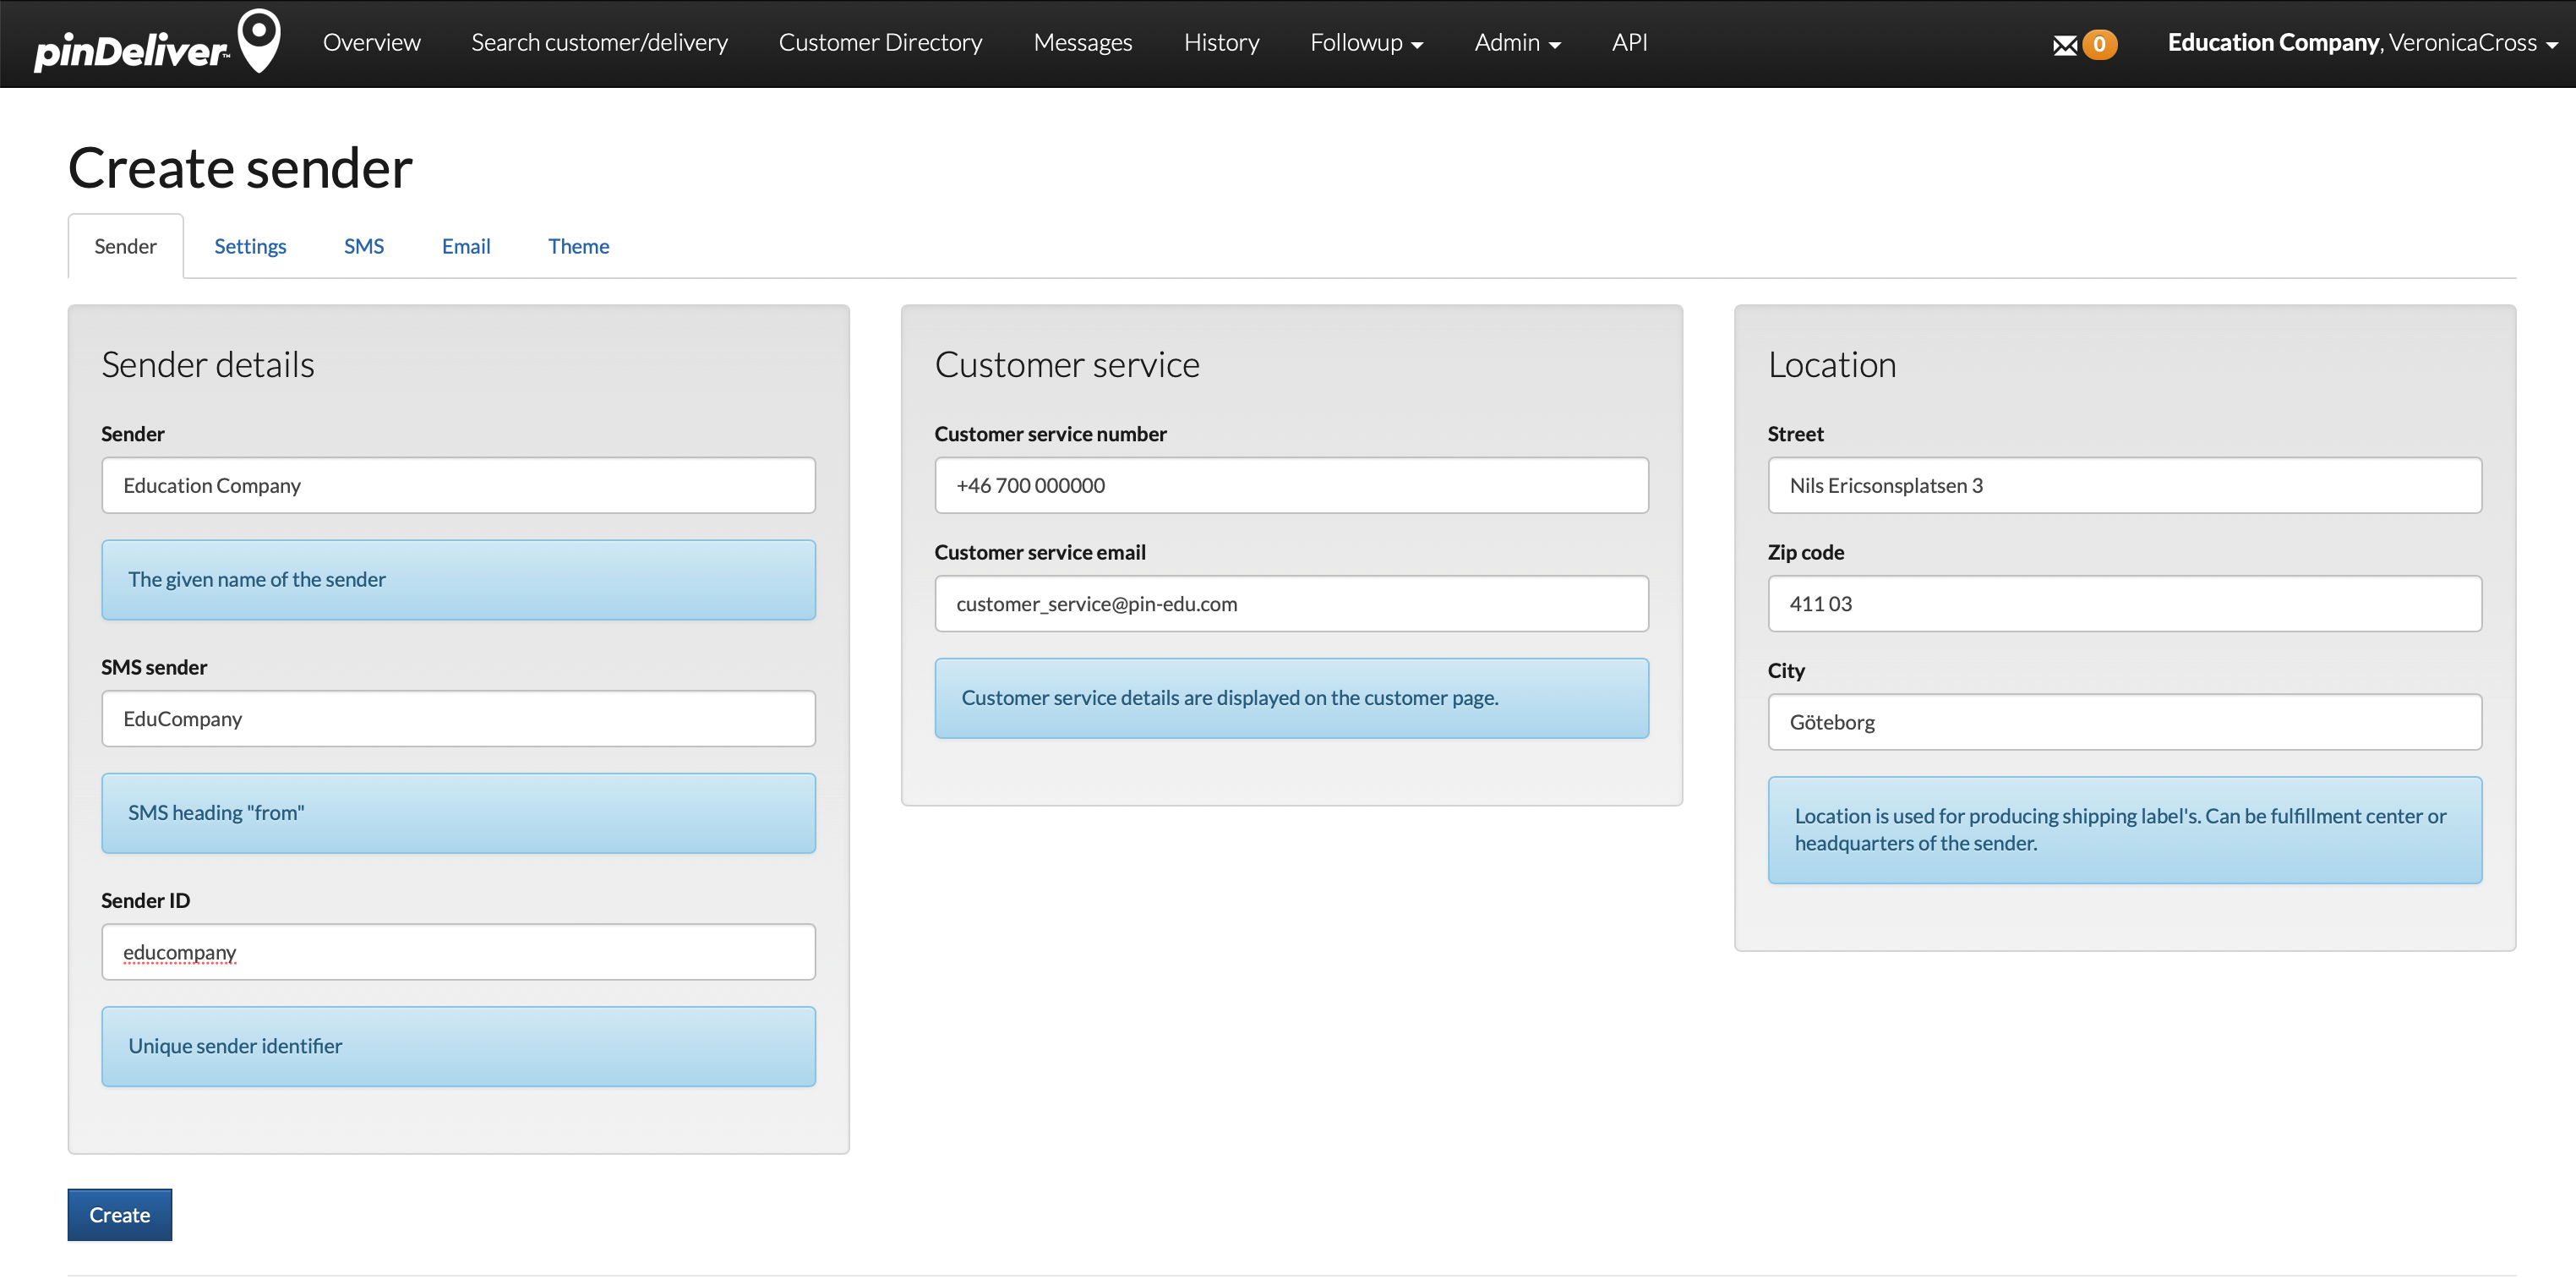 pinDeliver™ Overview Search customer/delivery Customer Directory Messages History Followup Admin API 0 Education Company, VeronicaCross
Create sender
Sender Settings SMS Email Theme
Sender details
Sender
Education Company
The given name of the sender
SMS sender
EduCompany
SMS heading "from"
Sender ID
educompany
Unique sender identifier
Customer service
Customer service number
+46 700 000000
Customer service email
customer_service@pin-edu.com
Customer service details are displayed on the customer page.
Location
Street
Nils Ericsonsplatsen 3
Zip code
411 03
City
Göteborg
Location is used for producing shipping label's. Can be fulfillment center or
headquarters of the sender.
Create